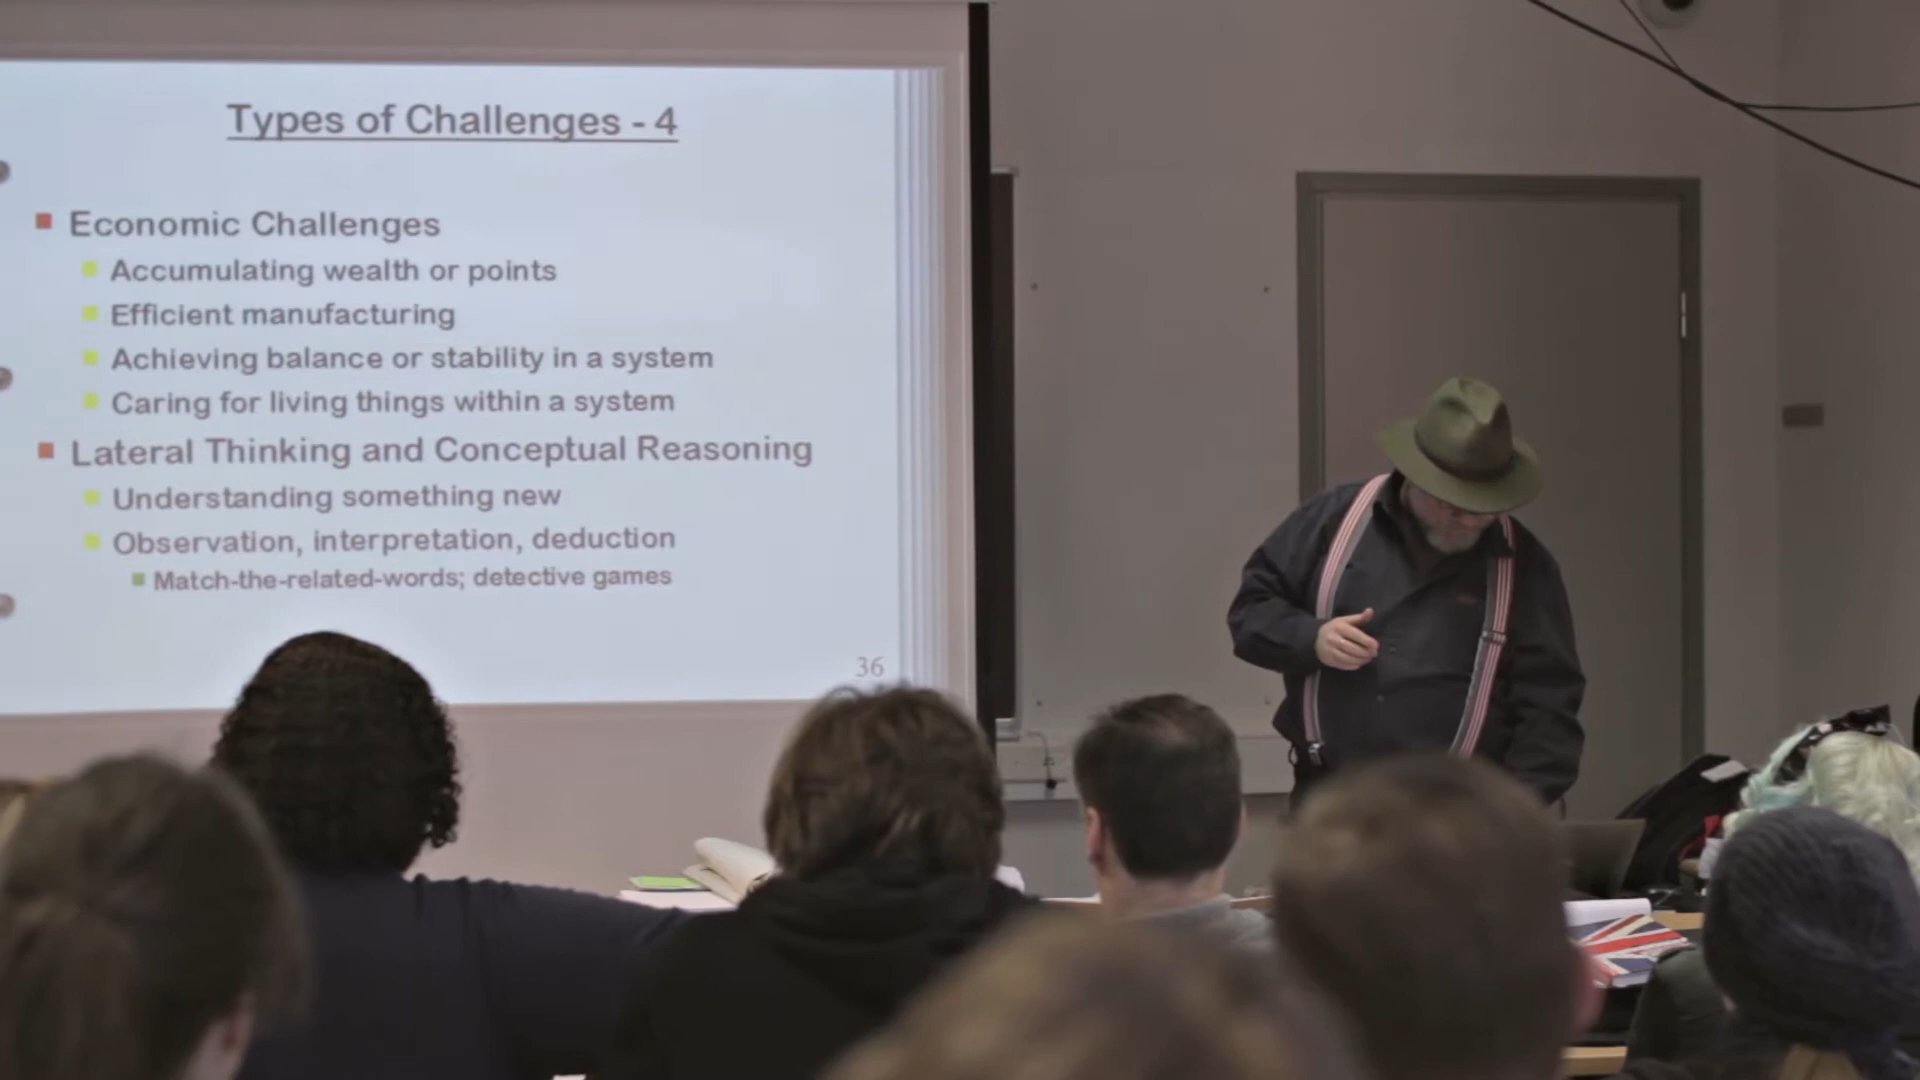 Types of Challenges - 4
Economic Challenges
Accumulating wealth or points
Efficient manufacturing
Achieving balance or stability in a system
Caring for living things within a system
Lateral Thinking and Conceptual Reasoning
Understanding something new
Observation, interpretation, deduction
Match-the-related-words; detective games
36